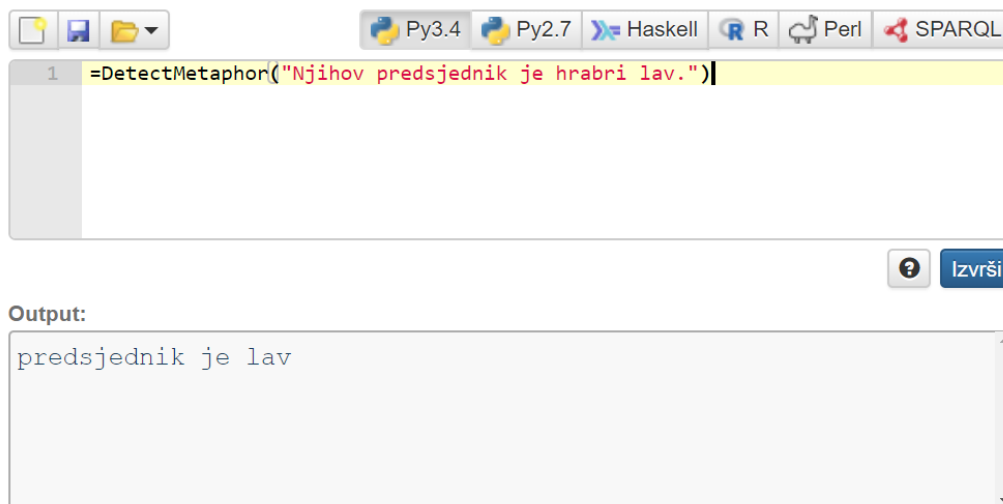 Py3.4 Py2.7 Haskell R Perl SPARQL
1 =DetectMetaphor("Njihov predsjednik je hrabri lav.")
? Izvrši
Output:
predsjednik je lav